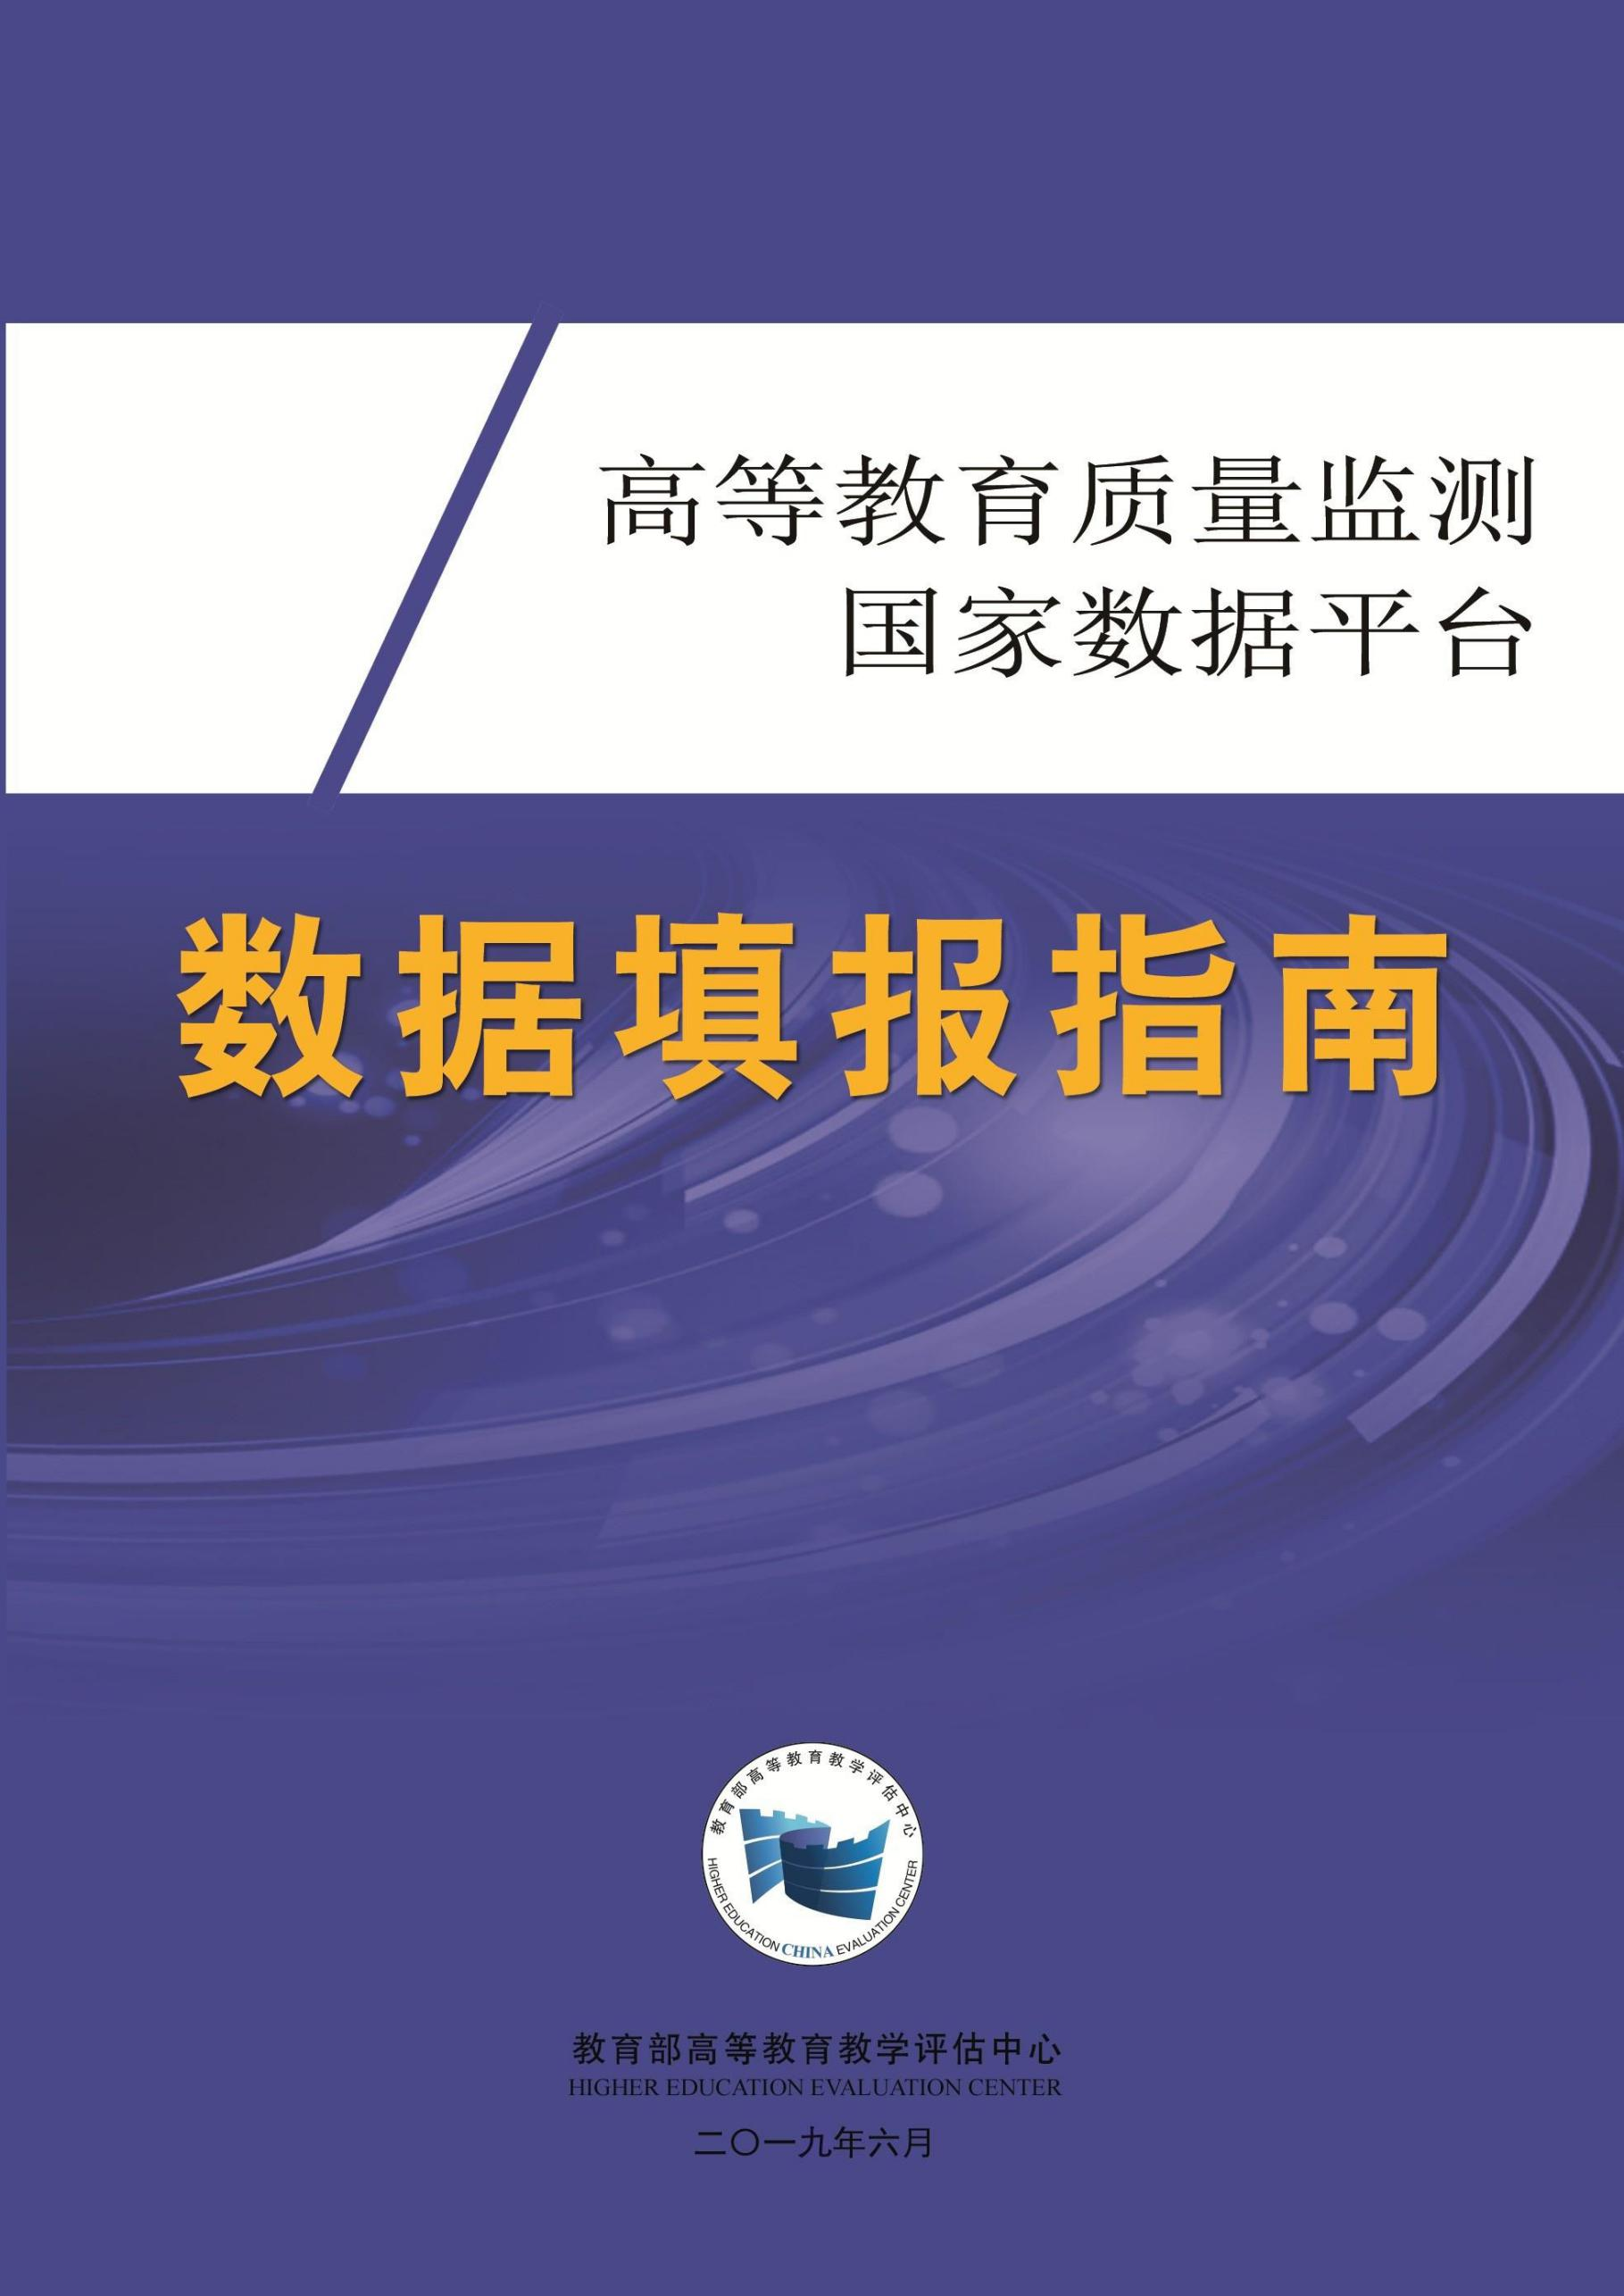 高等教育质量监测
国家数据平台
数据填报指南
教育部高等教育教学评估中心
HIGHER EDUCATION CHINA EVALUATION CENTER
教育部高等教育教学评估中心
HIGHER EDUCATION EVALUATION CENTER
二〇一九年六月